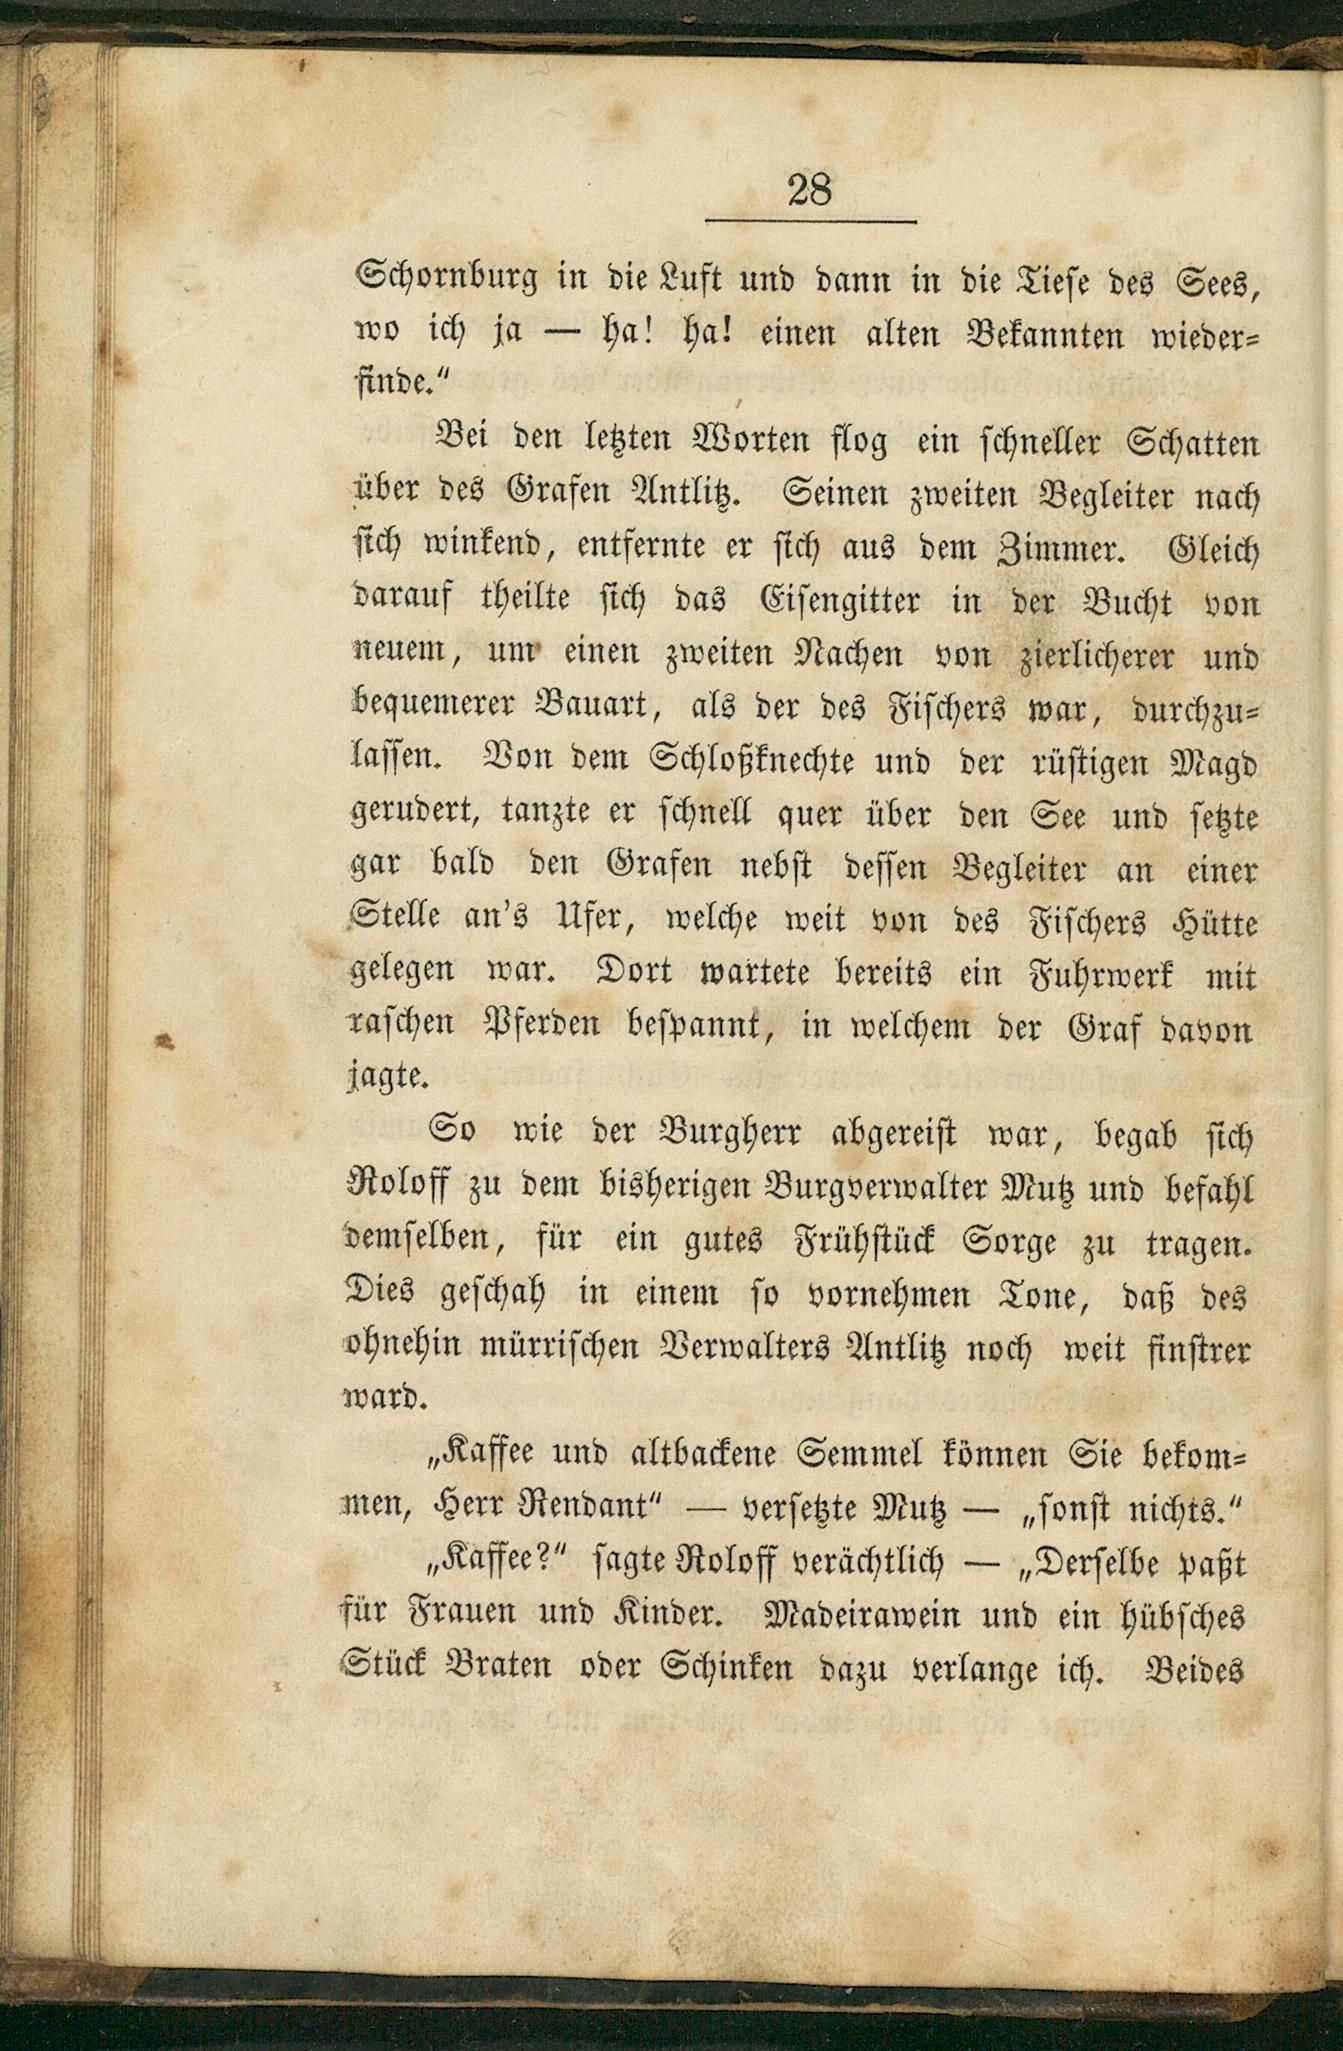 28
Schornburg in die Luft und dann in die Tiefe des Sees,
wo ich ja — ha! ha! einen alten Bekannten wieder-
finde.“
Bei den letzten Worten flog ein schneller Schatten
über des Grafen Antlitz. Seinen zweiten Begleiter nach
sich winkend, entfernte er sich aus dem Zimmer. Gleich
darauf theilte sich das Eisengitter in der Bucht von
neuem, um einen zweiten Nachen von zierlicherer und
bequemerer Bauart, als der des Fischers war, durchzu-
lassen. Von dem Schloßknechte und der rüstigen Magd
gerudert, tanzte er schnell quer über den See und setzte
gar bald den Grafen nebst dessen Begleiter an einer
Stelle an’s Ufer, welche weit von des Fischers Hütte
gelegen war. Dort wartete bereits ein Fuhrwerk mit
raschen Pferden bespannt, in welchem der Graf davon
jagte.
So wie der Burgherr abgereist war, begab sich
Roloff zu dem bisherigen Burgverwalter Mutz und befahl
demselben, für ein gutes Frühstück Sorge zu tragen.
Dies geschah in einem so vornehmen Tone, daß des
ohnehin mürrischen Verwalters Antlitz noch weit finstrer
ward.
„Kaffee und altbackene Semmel können Sie bekom-
men, Herr Rendant“ — versetzte Mutz — „sonst nichts.“
„Kaffee?“ sagte Roloff verächtlich — „Derselbe paßt
für Frauen und Kinder. Madeirawein und ein hübsches
Stück Braten oder Schinken dazu verlange ich. Beides